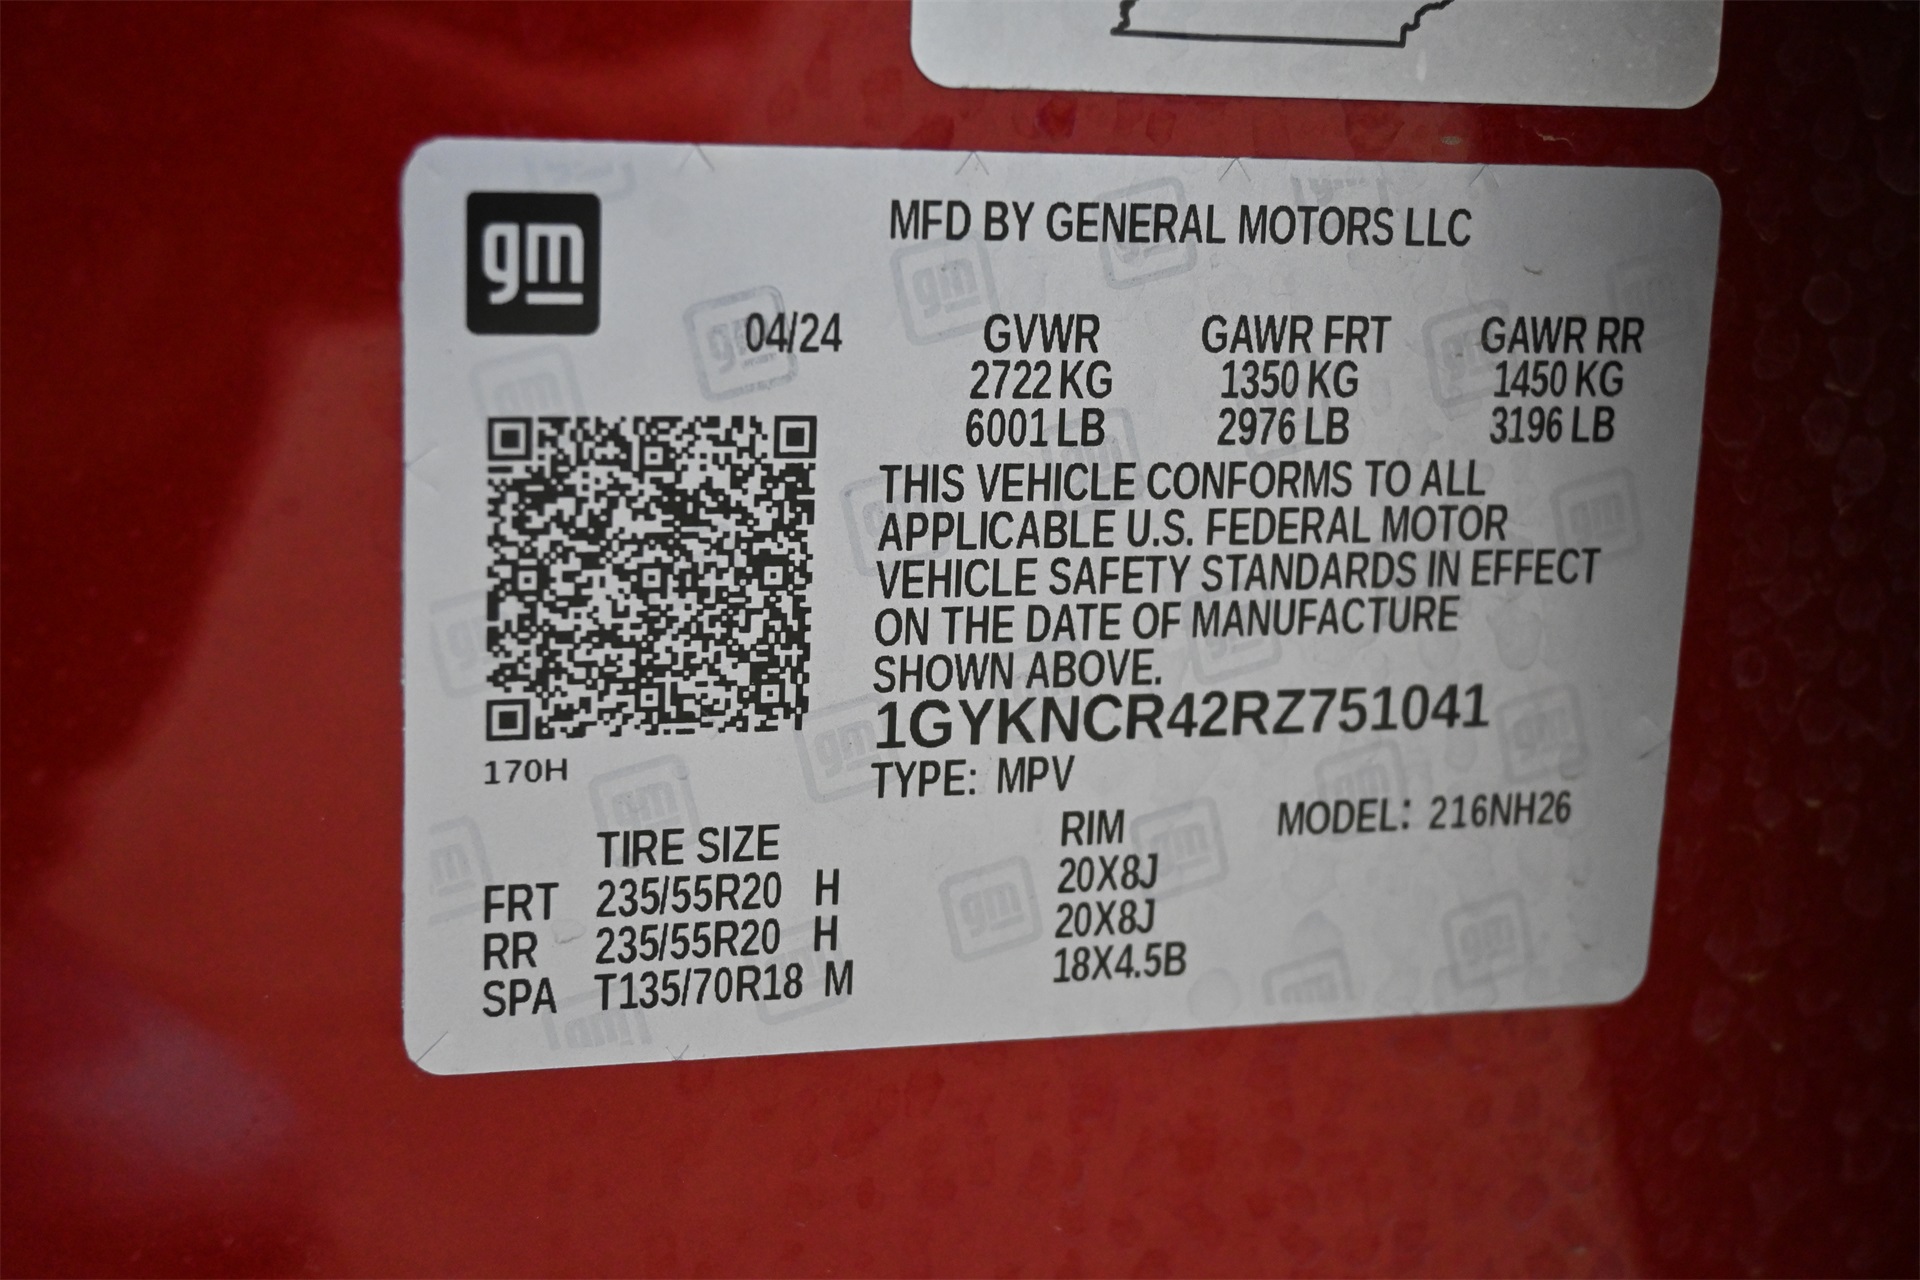 gm
MFD BY GENERAL MOTORS LLC
04/24
GVWR GAWR FRT GAWR RR
2722 KG 1350 KG 1450 KG
6001 LB 2976 LB 3196 LB
THIS VEHICLE CONFORMS TO ALL
APPLICABLE U.S. FEDERAL MOTOR
VEHICLE SAFETY STANDARDS IN EFFECT
ON THE DATE OF MANUFACTURE
SHOWN ABOVE.
1GYKNCR42RZ751041
170H
TYPE: MPV
MODEL: 216NH26
TIRE SIZE RIM
FRT 235/55R20 H 20X8J
RR 235/55R20 H 20X8J
SPA T135/70R18 M 18X4.5B